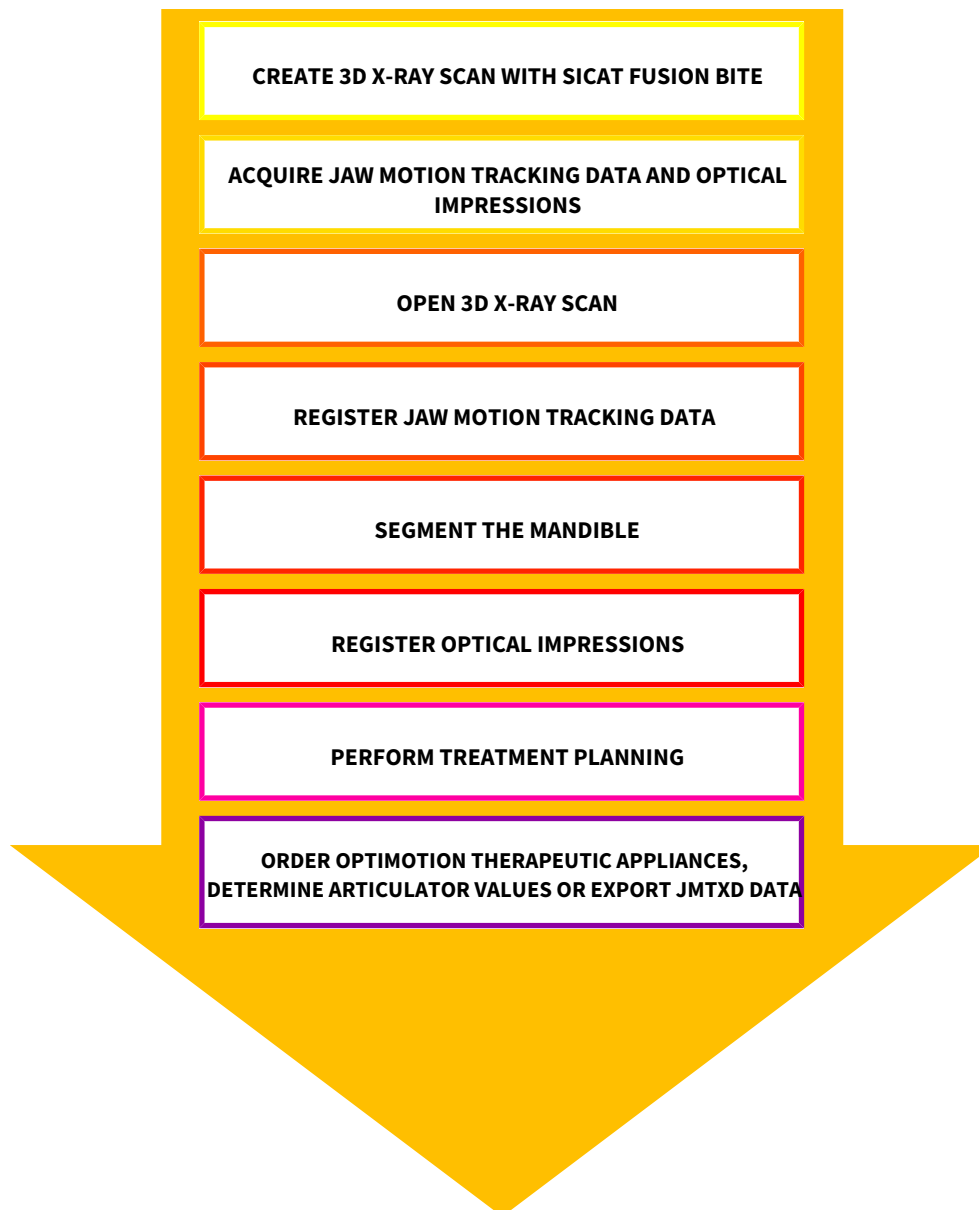 CREATE 3D X-RAY SCAN WITH SICAT FUSION BITE
ACQUIRE JAW MOTION TRACKING DATA AND OPTICAL
IMPRESSIONS
OPEN 3D X-RAY SCAN
REGISTER JAW MOTION TRACKING DATA
SEGMENT THE MANDIBLE
REGISTER OPTICAL IMPRESSIONS
PERFORM TREATMENT PLANNING
ORDER OPTIMOTION THERAPEUTIC APPLIANCES,
DETERMINE ARTICULATOR VALUES OR EXPORT JMTXD DATA